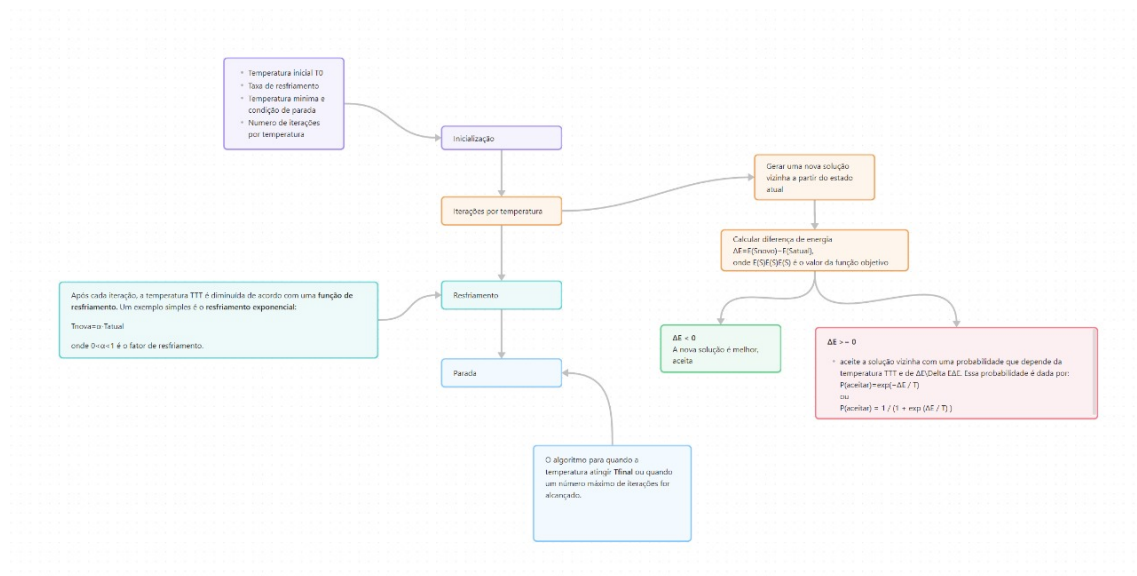 Temperatura inicial T0
Taxa de resfriamento
Temperatura mínima e
condição de parada
Numero de iterações
por temperatura
Inicialização
Iterações por temperatura
Gerar uma nova solução
vizinha a partir do estado
atual
Calcular diferença de energia
ΔE=E(Snovo)−E(Satual),
onde E(S)E(S)E(S) é o valor da função objetivo
Após cada iteração, a temperatura TTT é diminuída de acordo com uma função de
resfriamento. Um exemplo simples é o resfriamento exponencial:
Tnova=α⋅Tatual
onde 0<α<1 é o fator de resfriamento.
Resfriamento
ΔE < 0
A nova solução é melhor,
aceita
ΔE >= 0
aceite a solução vizinha com uma probabilidade que depende da
temperatura TTT e de ΔE\Delta EΔE. Essa probabilidade é dada por:
P(aceitar)=exp(−ΔE / T)
ou
P(aceitar) = 1 / (1 + exp (ΔE / T) )
Parada
O algoritmo para quando a
temperatura atingir Tfinal ou quando
um número máximo de iterações for
alcançado.